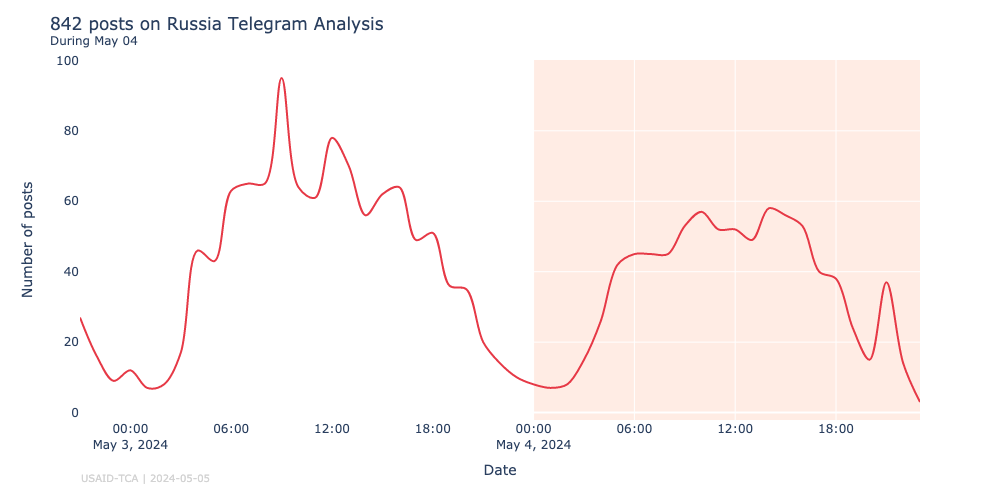 842 posts on Russia Telegram Analysis
During May 04
100
80
60
40
20
0
Number of posts
00:00 06:00 12:00 18:00 00:00 06:00 12:00 18:00
May 3, 2024 May 4, 2024
Date
USAID-TCA | 2024-05-05